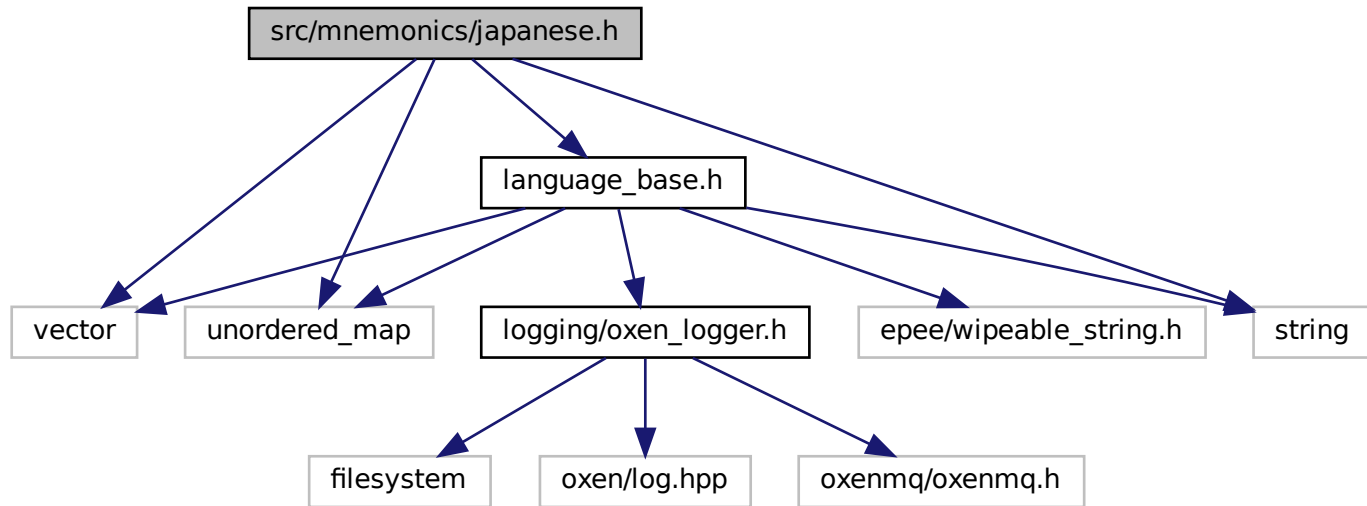 src/mnemonics/japanese.h
language_base.h
vector
unordered_map
logging/oxen_logger.h
epee/wipeable_string.h
string
filesystem
oxen/log.hpp
oxenmq/oxenmq.h